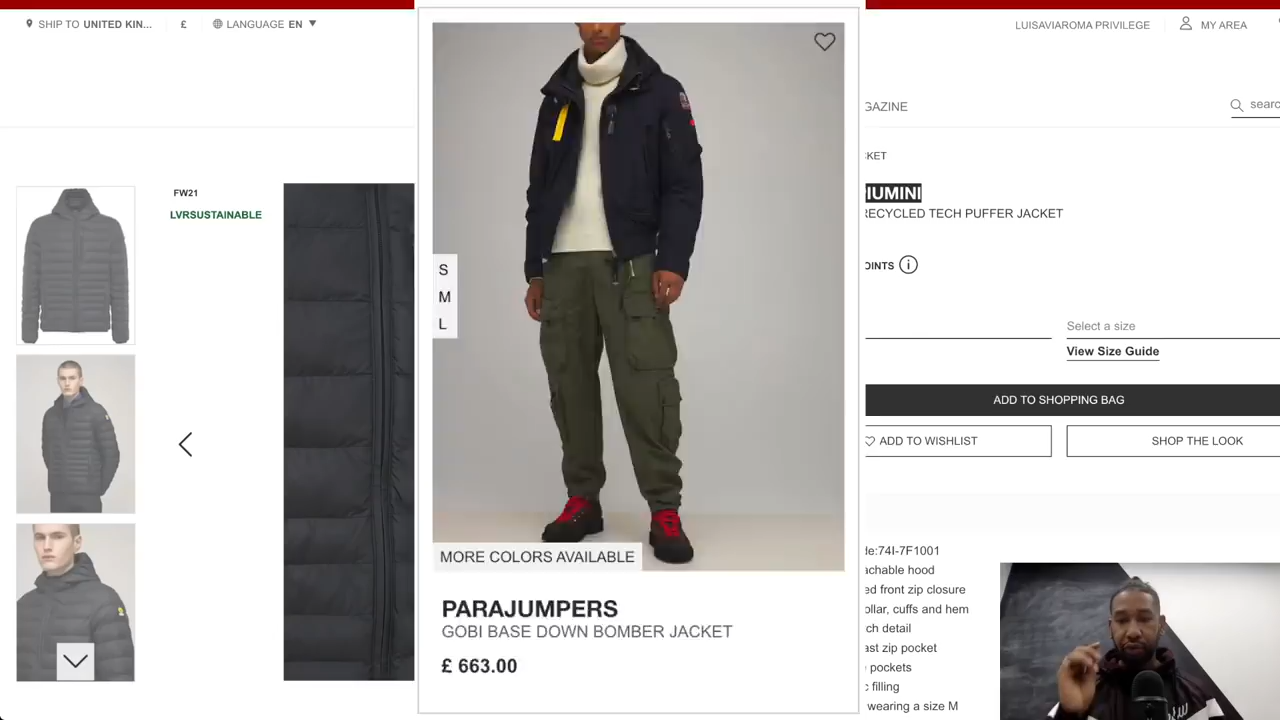 SHIP TO UNITED KIN...
£
LANGUAGE EN
LUISAVIAROMA PRIVILEGE
MY AREA
GAZINE
searc
KET
FW21
LVRSUSTAINABLE
IUMINI
RECYCLED TECH PUFFER JACKET
OINTS
S
M
L
Select a size
View Size Guide
ADD TO SHOPPING BAG
ADD TO WISHLIST
SHOP THE LOOK
MORE COLORS AVAILABLE
PARAJUMPERS
GOBI BASE DOWN BOMBER JACKET
£ 663.00
de:74I-7F1001
achable hood
ed front zip closure
ollar, cuffs and hem
ch detail
ast zip pocket
pockets
c filling
wearing a size M